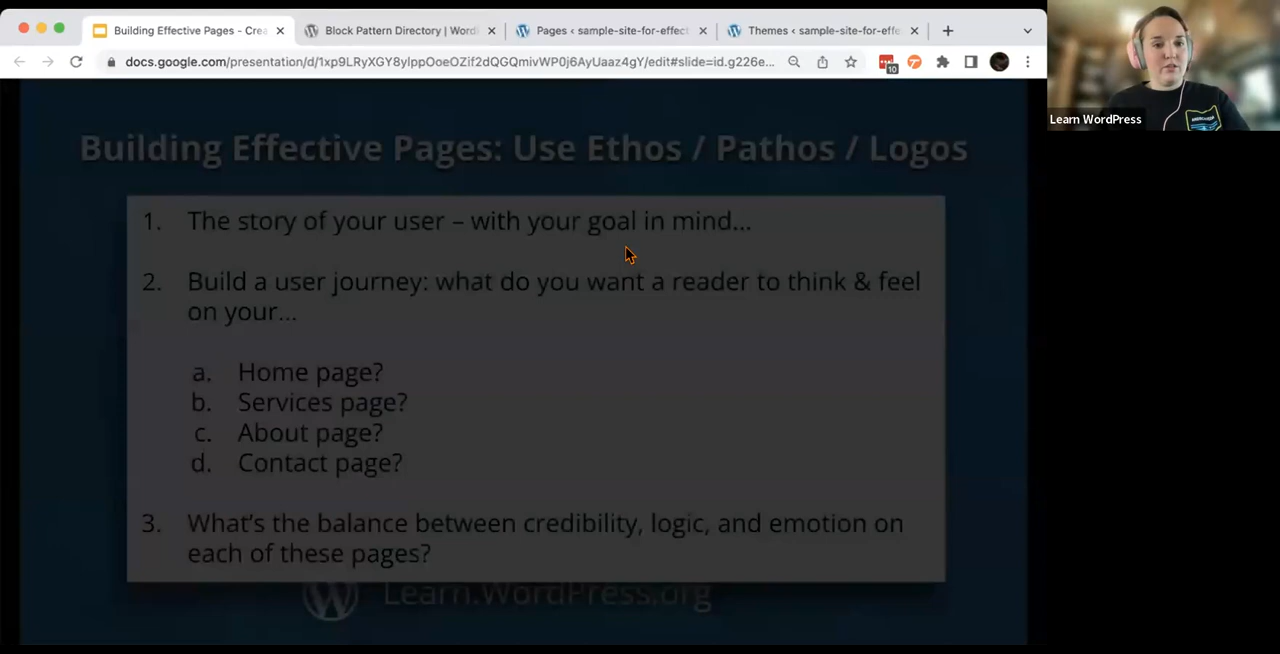 Building Effective Pages - Crea
Block Pattern Directory | Word
Pages < sample-site-for-effect
Themes < sample-site-for-effe
docs.google.com/presentation/d/1xp9LRyXGY8ylppOoeOZif2dQGQmivWP0j6AyUaaz4gY/edit#slide=id.g226e...
10
Learn WordPress
Building Effective Pages: Use Ethos / Pathos / Logos
1. The story of your user – with your goal in mind...
2. Build a user journey: what do you want a reader to think & feel
on your...
a. Home page?
b. Services page?
c. About page?
d. Contact page?
3. What's the balance between credibility, logic, and emotion on
each of these pages?
Learn.WordPress.org